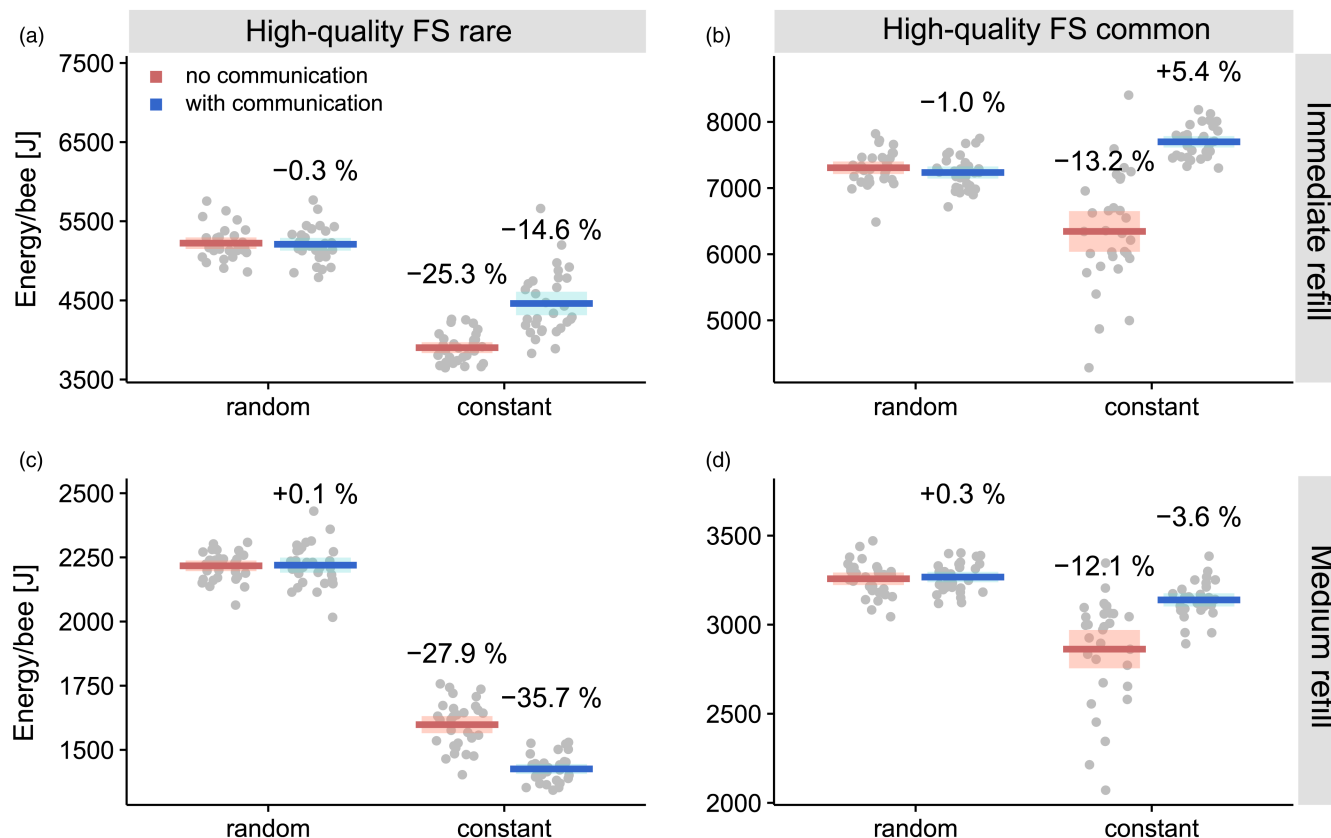 (a)
High-quality FS rare
(b)
High-quality FS common
7500
6500
5500
4500
3500
Energy/bee [J]
no communication
with communication
−0.3 %
−25.3 %
−14.6 %
random
constant
8000
7000
6000
5000
−1.0 %
−13.2 %
+5.4 %
random
constant
Immediate refill
(c)
2500
2250
2000
1750
1500
Energy/bee [J]
+0.1 %
−27.9 %
−35.7 %
random
constant
(d)
3500
3000
2500
2000
+0.3 %
−12.1 %
−3.6 %
random
constant
Medium refill